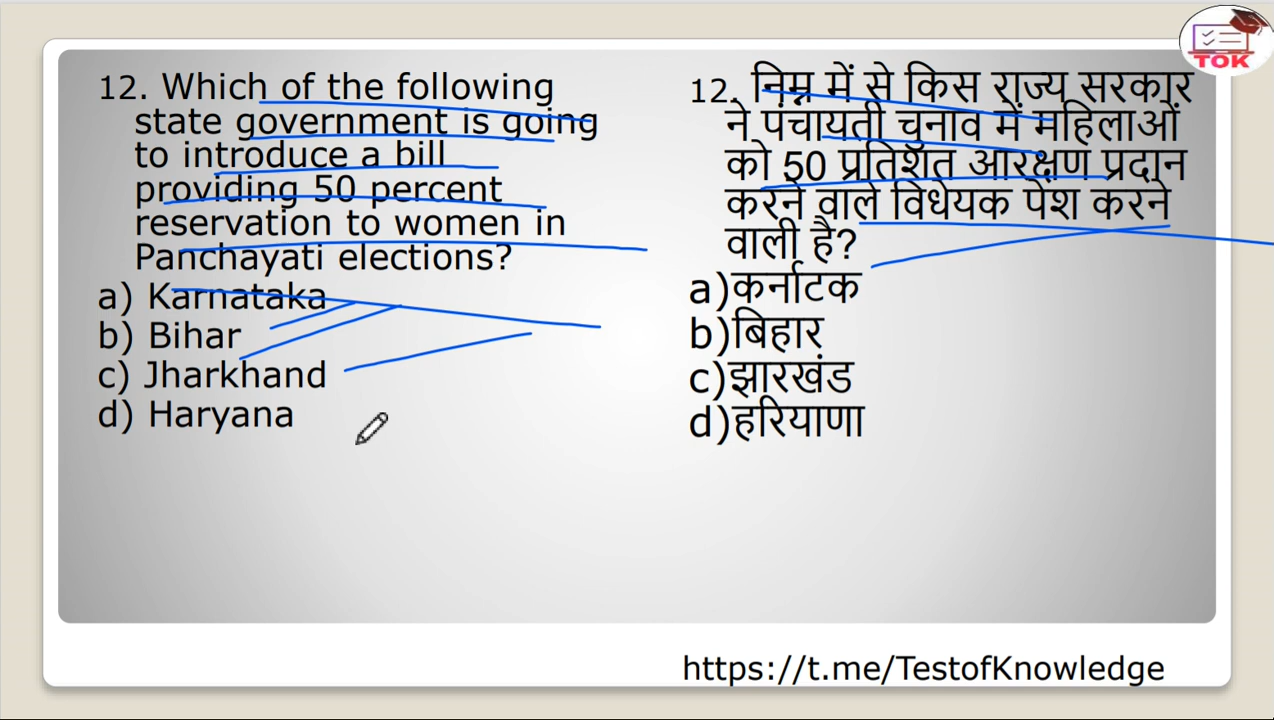 12. Which of the following
state government is going
to introduce a bill
providing 50 percent
reservation to women in
Panchayati elections?
a) Karnataka
b) Bihar
c) Jharkhand
d) Haryana
12. निम्न में से किस राज्य सरकार
ने पंचायती चुनाव में महिलाओं
को 50 प्रतिशत आरक्षण प्रदान
करने वाले विधेयक पेश करने
वाली है?
a)कर्नाटक
b)बिहार
c)झारखंड
d)हरियाणा
TOK
https://t.me/TestofKnowledge